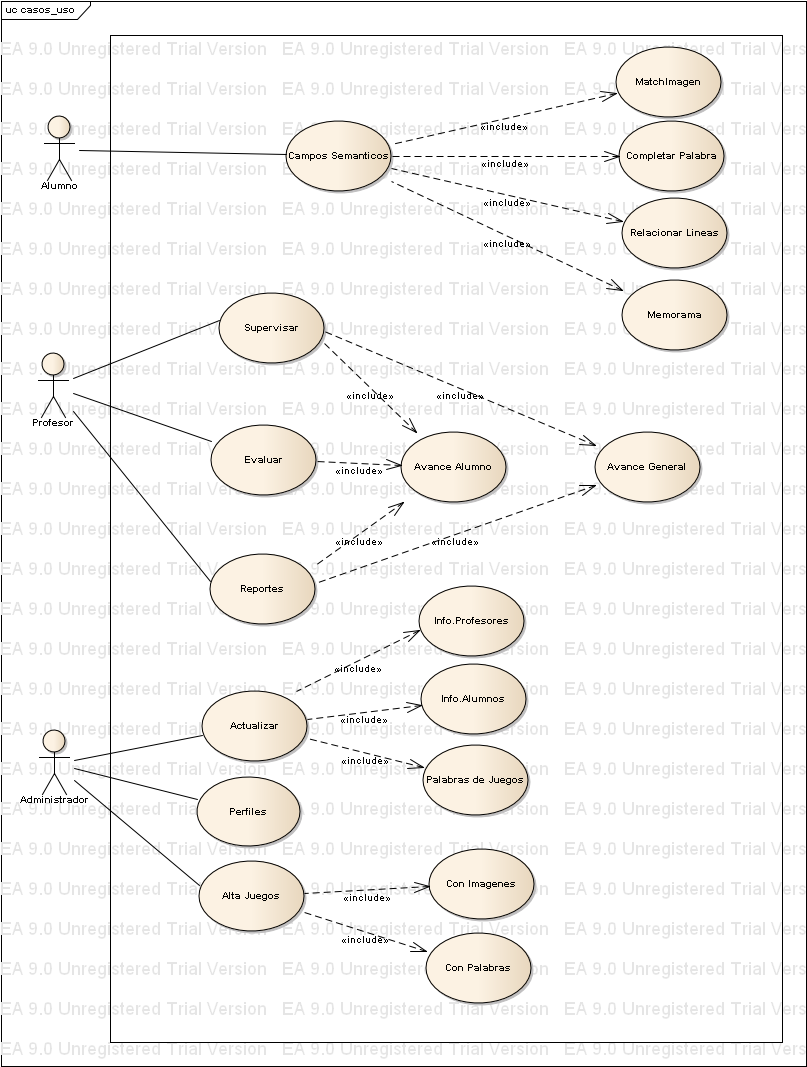 uc casos_uso
EA 9.0 Unregistered Trial Version
MatchImagen
«include»
Alumno
Campos Semanticos
Completar Palabra
«include»
«include»
Relacionar Lineas
«include»
Memorama
Supervisar
Profesor
«include»
«include»
Evaluar
«include»
Avance Alumno
Avance General
«include»
«include»
Reportes
Info.Profesores
«include»
Info.Alumnos
«include»
Actualizar
«include»
Palabras de Juegos
Administrador
Perfiles
Alta Juegos
Con Imagenes
«include»
«include»
Con Palabras